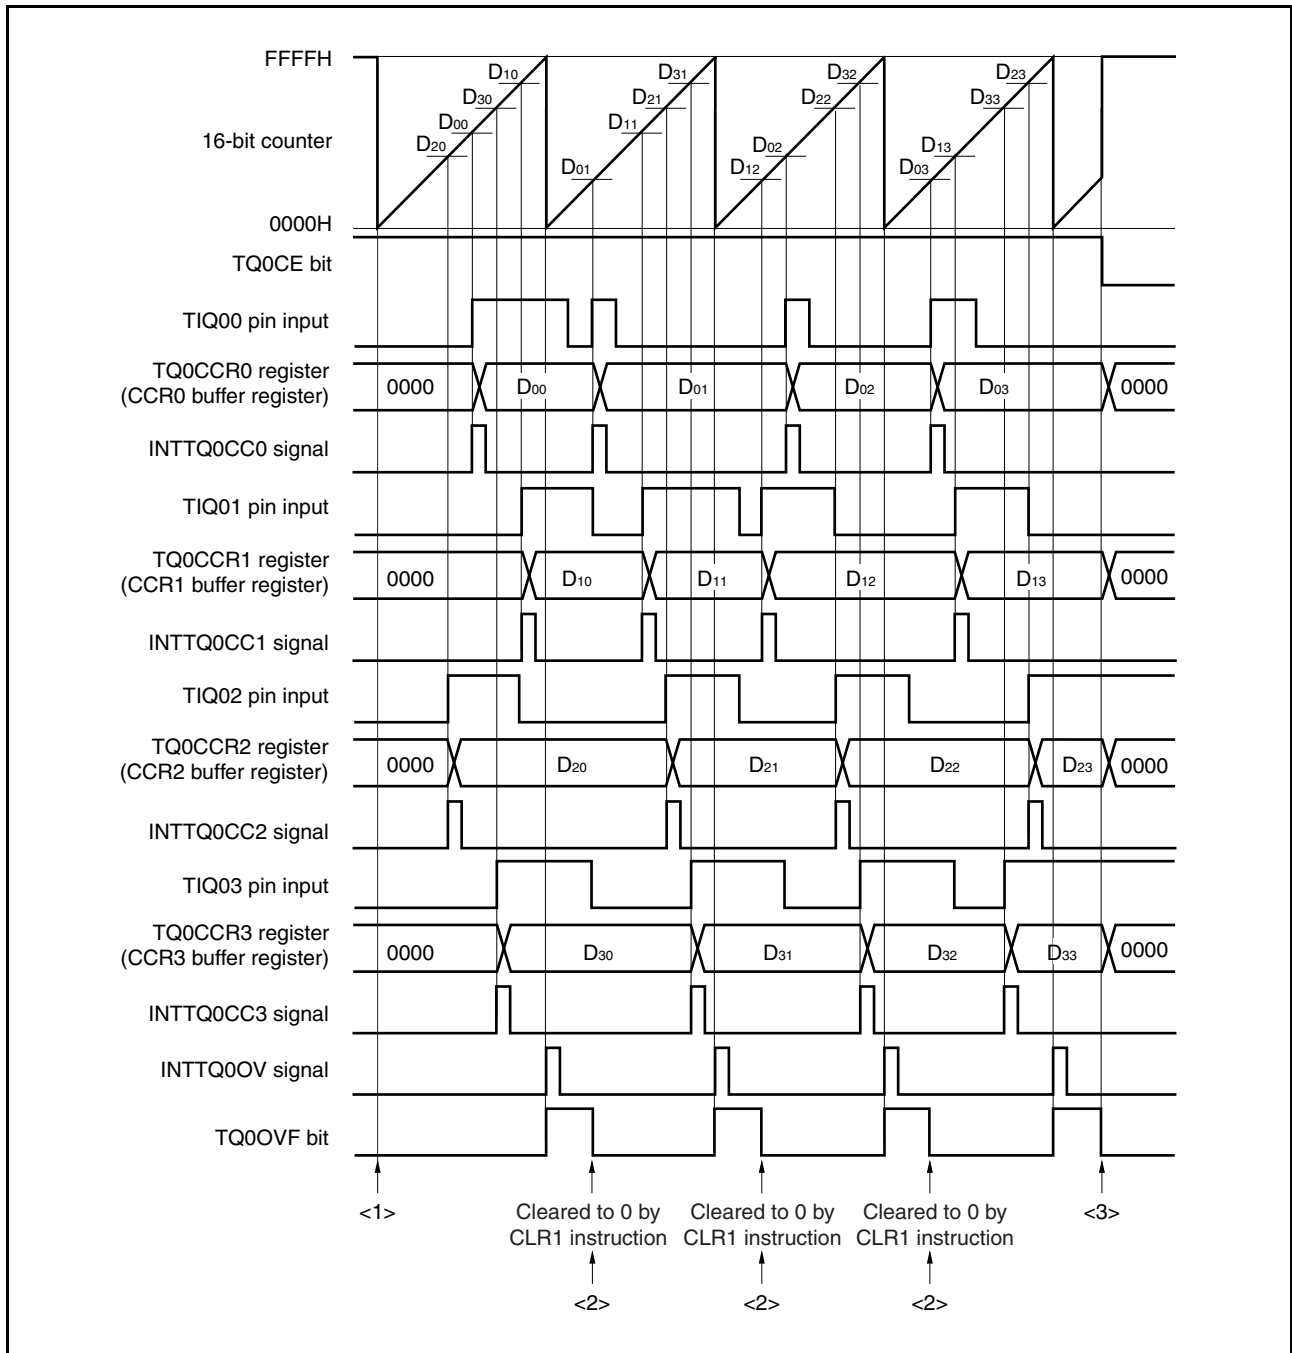 FFFFH
16-bit counter
0000H
D20
D00
D30
D10
D01
D11
D21
D31
D12
D02
D22
D32
D03
D13
D33
D23
TQ0CE bit
TIQ00 pin input
TQ0CCR0 register
(CCR0 buffer register)
0000 D00 D01 D02 D03 0000
INTTQ0CC0 signal
TIQ01 pin input
TQ0CCR1 register
(CCR1 buffer register)
0000 D10 D11 D12 D13 0000
INTTQ0CC1 signal
TIQ02 pin input
TQ0CCR2 register
(CCR2 buffer register)
0000 D20 D21 D22 D23 0000
INTTQ0CC2 signal
TIQ03 pin input
TQ0CCR3 register
(CCR3 buffer register)
0000 D30 D31 D32 D33 0000
INTTQ0CC3 signal
INTTQ0OV signal
TQ0OVF bit
<1>
Cleared to 0 by
CLR1 instruction
<2>
Cleared to 0 by
CLR1 instruction
<2>
Cleared to 0 by
CLR1 instruction
<2>
<3>